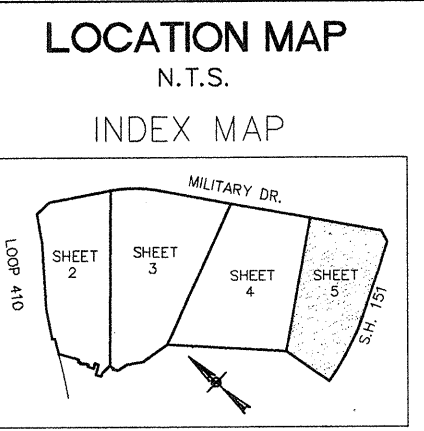 LOCATION MAP
N.T.S.
INDEX MAP
MILITARY DR.
LOOP 410
SHEET
2
SHEET
3
SHEET
4
SHEET
5
S.H. 151